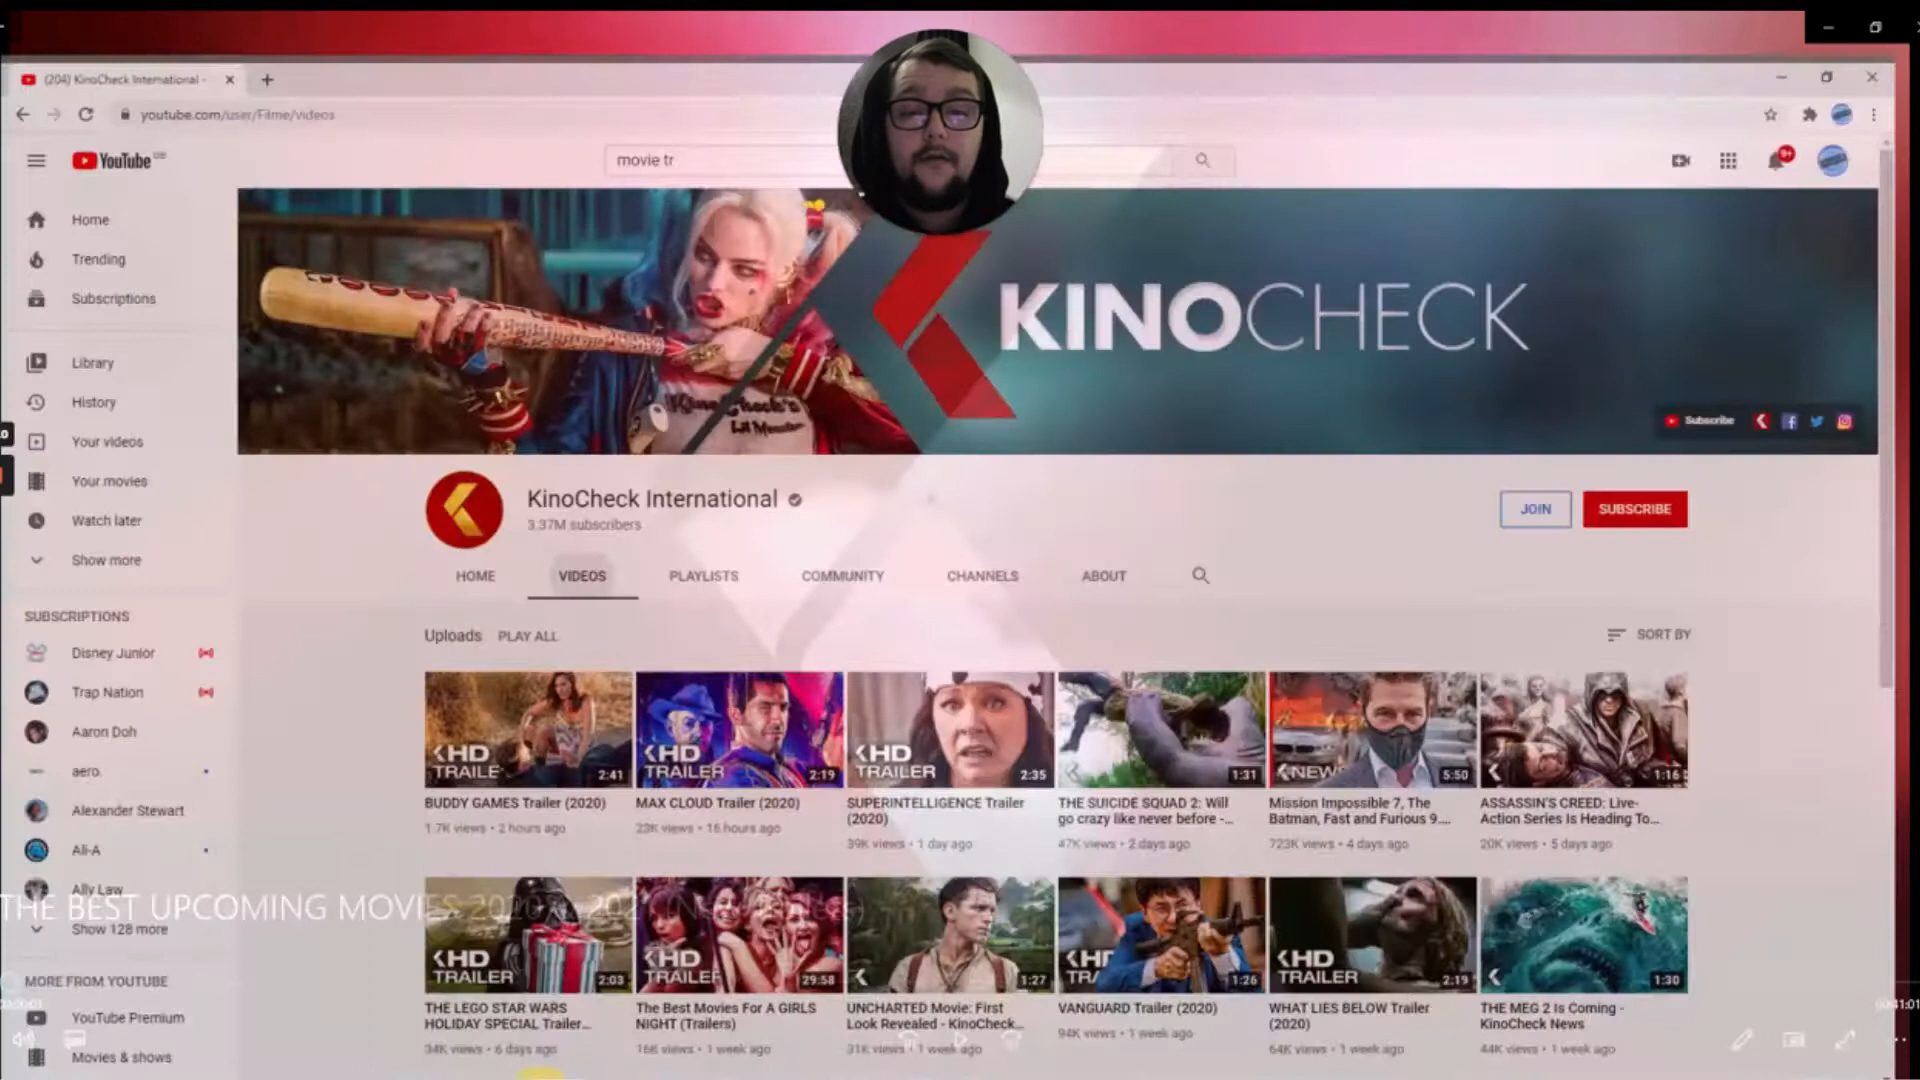 (204) KinoCheck International -
youtube.com/user/Filme/videos
YouTube
movie tr
9+
Home
Trending
Subscriptions
Library
History
Your videos
Your movies
Watch later
Show more
SUBSCRIPTIONS
Disney Junior
Trap Nation
Aaron Doh
aero.
Alexander Stewart
Ali-A
Ally Law
Show 128 more
MORE FROM YOUTUBE
YouTube Premium
Movies & shows
KINOCHECK
Subscribe
KinoCheck International
3.37M subscribers
JOIN
SUBSCRIBE
HOME
VIDEOS
PLAYLISTS
COMMUNITY
CHANNELS
ABOUT
Uploads PLAY ALL
SORT BY
HD
TRAILE
2:41
HD
TRAILER
2:19
HD
TRAILER
2:35
1:31
NEWS
5:50
1:16
BUDDY GAMES Trailer (2020)
1.7K views • 2 hours ago
MAX CLOUD Trailer (2020)
23K views • 16 hours ago
SUPERINTELLIGENCE Trailer
(2020)
39K views • 1 day ago
THE SUICIDE SQUAD 2: Will
go crazy like never before -...
47K views • 2 days ago
Mission Impossible 7, The
Batman, Fast and Furious 9....
723K views • 4 days ago
ASSASSIN'S CREED: Live-
Action Series Is Heading To...
20K views • 5 days ago
THE BEST UPCOMING MOVIES
HD
TRAILER
2:03
HD
TRAILER
29:58
1:27
1:26
HD
TRAILER
2:19
1:30
THE LEGO STAR WARS
HOLIDAY SPECIAL Trailer...
34K views • 6 days ago
The Best Movies For A GIRLS
NIGHT (Trailers)
16K views • 1 week ago
UNCHARTED Movie: First
Look Revealed - KinoCheck...
31K views • 1 week ago
VANGUARD Trailer (2020)
94K views • 1 week ago
WHAT LIES BELOW Trailer
(2020)
64K views • 1 week ago
THE MEG 2 Is Coming -
KinoCheck News
44K views • 1 week ago